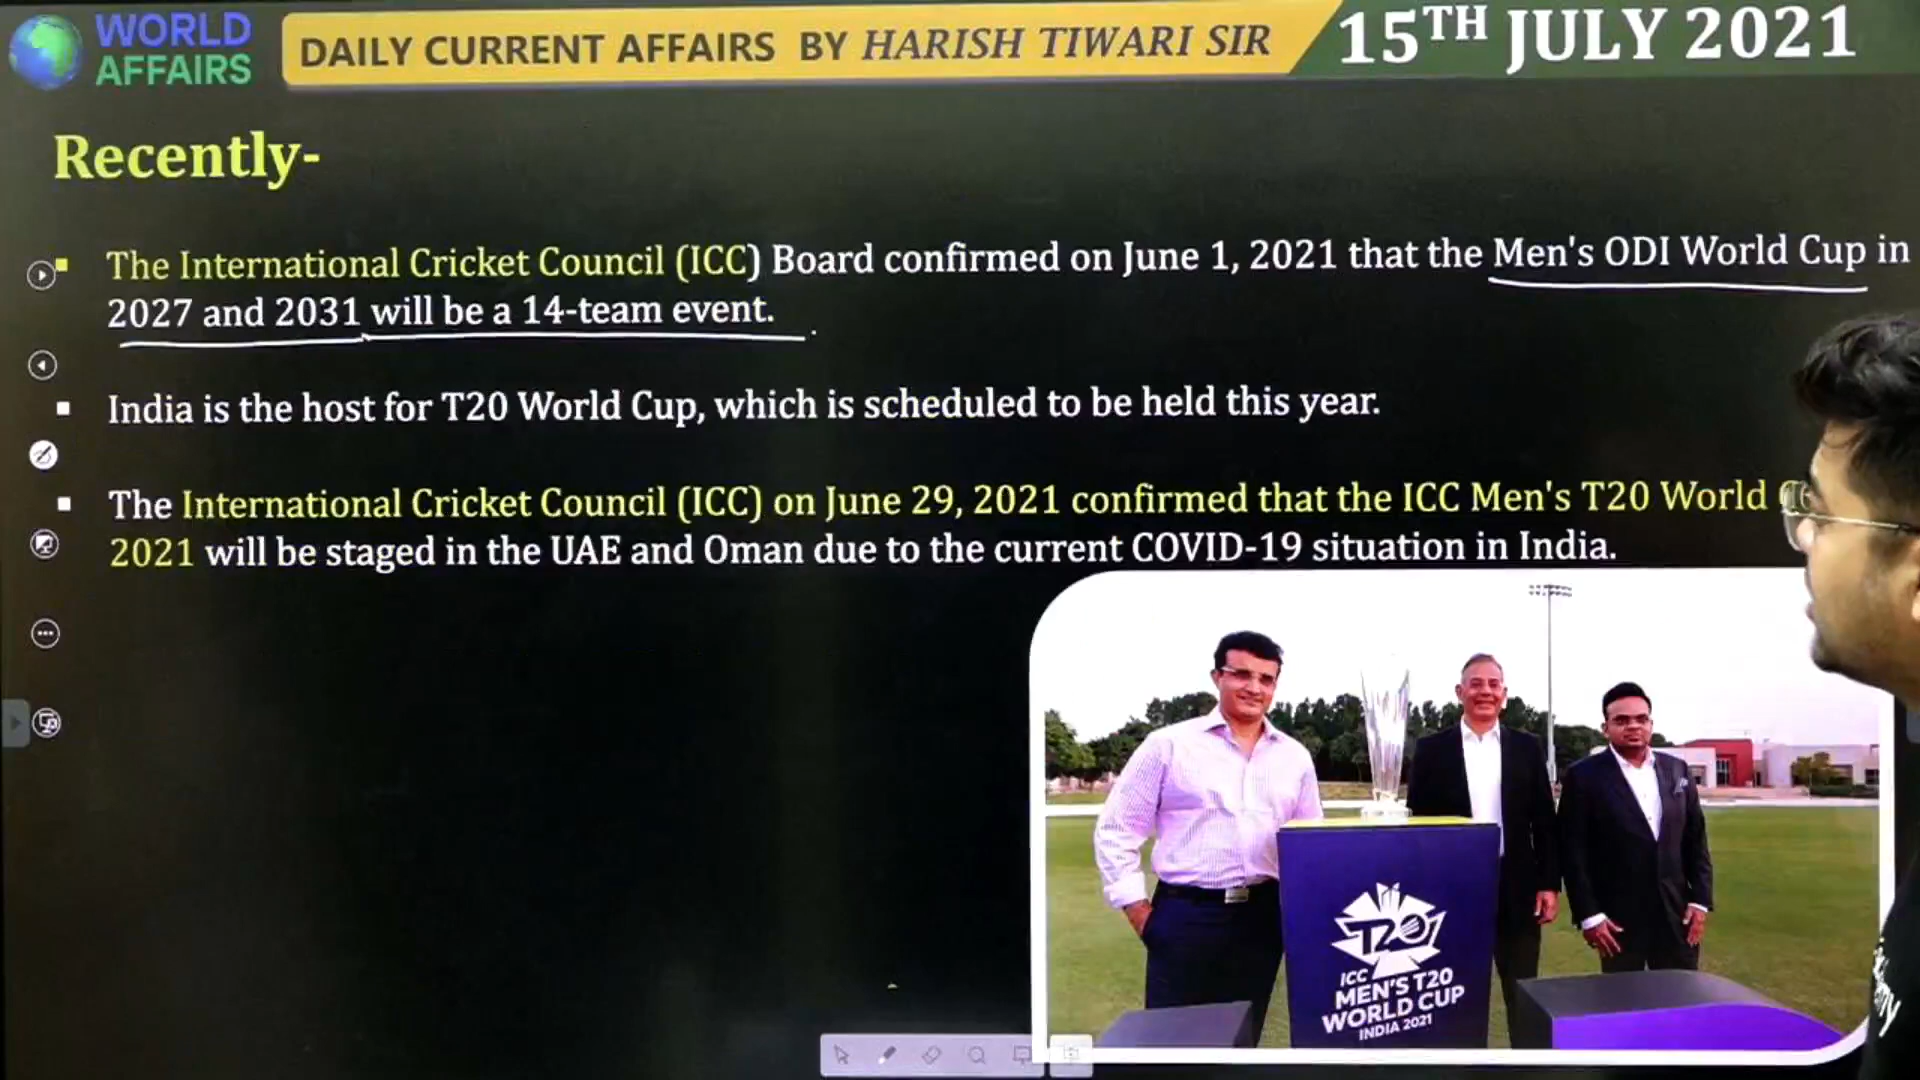 WORLD
AFFAIRS
DAILY CURRENT AFFAIRS BY HARISH TIWARI SIR
15TH JULY 2021
Recently-
The International Cricket Council (ICC) Board confirmed on June 1, 2021 that the Men's ODI World Cup in
2027 and 2031 will be a 14-team event.
India is the host for T20 World Cup, which is scheduled to be held this year.
The International Cricket Council (ICC) on June 29, 2021 confirmed that the ICC Men's T20 World
2021 will be staged in the UAE and Oman due to the current COVID-19 situation in India.
T20
ICC
MEN'S T20
WORLD CUP
INDIA 2021